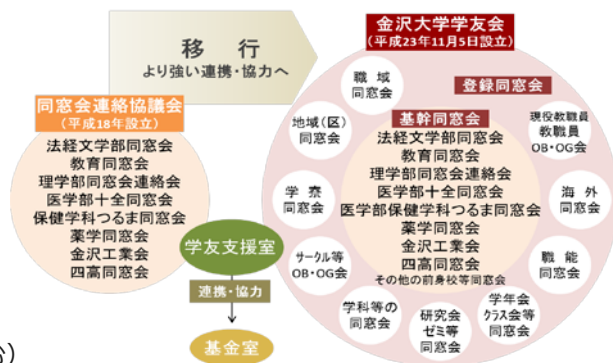 移 行
より強い連携・協力へ
同窓会連絡協議会
(平成18年設立)
法経文学部同窓会
教育同窓会
理学部同窓会連絡会
医学部十全同窓会
保健学科つるま同窓会
薬学同窓会
金沢工業会
四高同窓会
学友支援室
連携・協力
基金室
金沢大学学友会
(平成23年11月5日設立)
登録同窓会
基幹同窓会
法経文学部同窓会
教育同窓会
理学部同窓会連絡会
医学部十全同窓会
医学部保健学科つるま同窓会
薬学同窓会
金沢工業会
四高同窓会
その他の前身校等同窓会
職域
同窓会
地域(区)
同窓会
学寮
同窓会
サークル等
OB・OG会
学科等の
同窓会
研究会
ゼミ等
同窓会
学年会
クラス会等
同窓会
職能
同窓会
海外
同窓会
現役教職員
教職員
OB・OG会
)